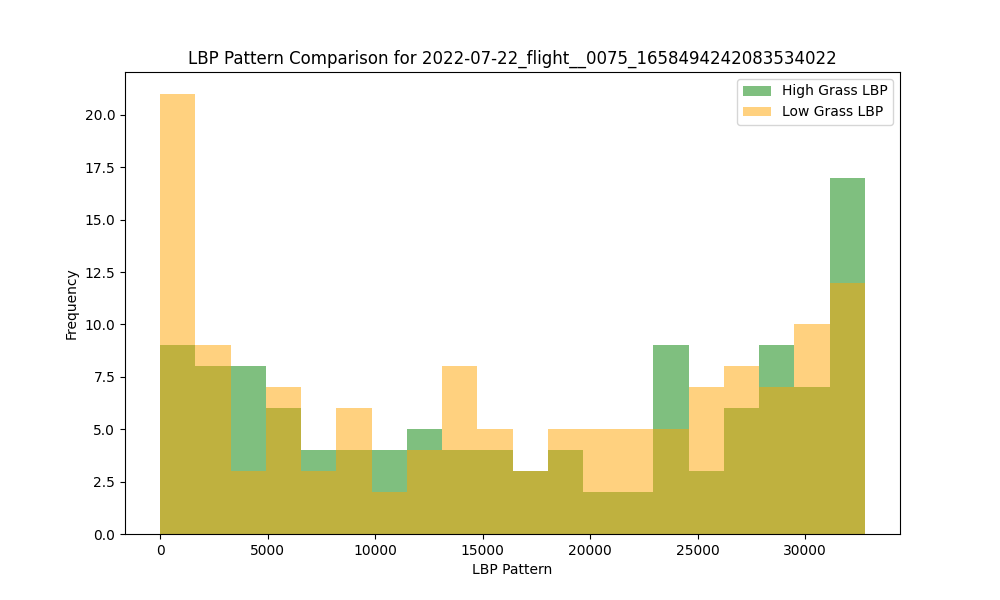 LBP Pattern Comparison for 2022-07-22_flight__0075_1658494242083534022
High Grass LBP
Low Grass LBP
20.0
17.5
15.0
12.5
10.0
7.5
5.0
2.5
0.0
Frequency
0 5000 10000 15000 20000 25000 30000
LBP Pattern